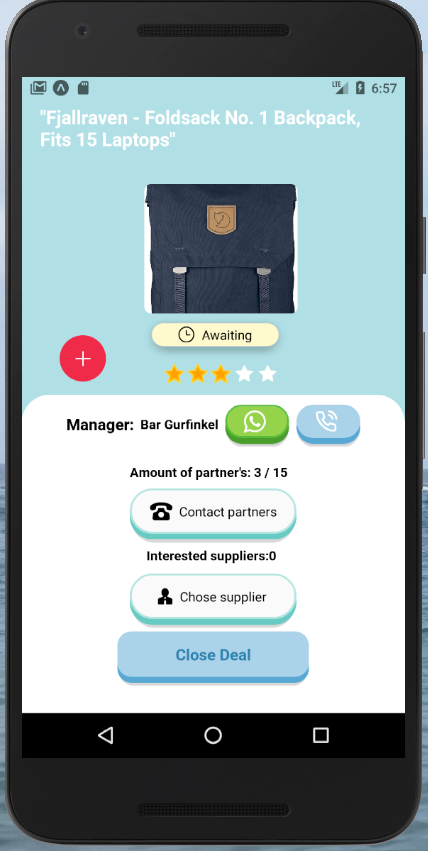 LTE 6:57
"Fjallraven - Foldsack No. 1 Backpack,
Fits 15 Laptops"
Awaiting
Manager: Bar Gurfinkel
Amount of partner's: 3 / 15
Contact partners
Interested suppliers:0
Chose supplier
Close Deal